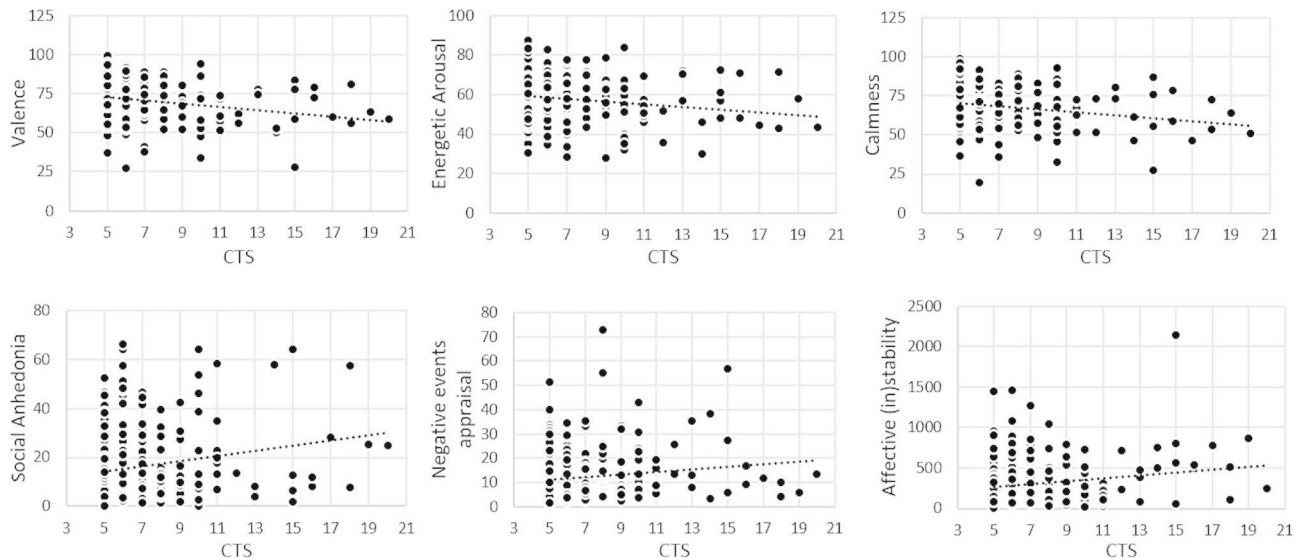 Valence
125
100
75
50
25
0
3 5 7 9 11 13 15 17 19 21
CTS
Energetic Arousal
100
80
60
40
20
0
3 5 7 9 11 13 15 17 19 21
CTS
Calmness
125
100
75
50
25
0
3 5 7 9 11 13 15 17 19 21
CTS
Social Anhedonia
80
60
40
20
0
3 5 7 9 11 13 15 17 19 21
CTS
Negative events
appraisal
80
70
60
50
40
30
20
10
0
3 5 7 9 11 13 15 17 19 21
CTS
Affective (in)stability
2500
2000
1500
1000
500
0
3 5 7 9 11 13 15 17 19 21
CTS